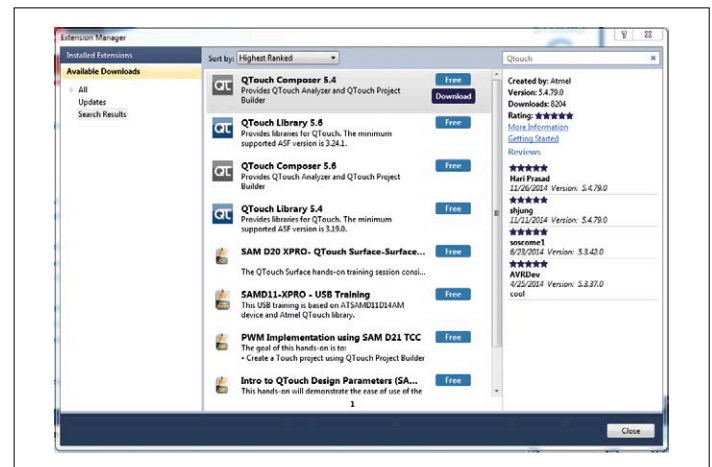 Extension Manager
Installed Extensions
Available Downloads
All
Updates
Search Results
Sort by: Highest Ranked
QTouch Composer 5.4
Provides QTouch Analyzer and QTouch Project
Builder
Free
Download
QTouch Library 5.6
Provides libraries for QTouch. The minimum
supported ASF version is 3.24.1.
Free
QTouch Composer 5.6
Provides QTouch Analyzer and QTouch Project
Builder
Free
QTouch Library 5.4
Provides libraries for QTouch. The minimum
supported ASF version is 3.19.0.
Free
SAM D20 XPRO- QTouch Surface-Surface...
The QTouch Surface hands-on training session consi...
Free
SAMD11-XPRO - USB Training
This USB training is based on ATSAMD11D14AM
device and Atmel QTouch library.
Free
PWM Implementation using SAM D21 TCC
The goal of this hands-on is to:
- Create a Touch project using QTouch Project Builder
Free
Intro to QTouch Design Parameters (SA...
This hands-on will demonstrate the ease of use of the
Free
1
Qtouch
Created by: Atmel
Version: 5.4.79.0
Downloads: 8204
Rating: ★★★★★
More Information
Getting Started
Reviews
★★★★★
Hari Prasad
11/26/2014 Version: 5.4.79.0
★★★★★
shjung
11/11/2014 Version: 5.4.79.0
★★★★★
soscome1
6/23/2014 Version: 5.3.42.0
★★★★★
AVRDev
4/25/2014 Version: 5.3.37.0
cool
Close